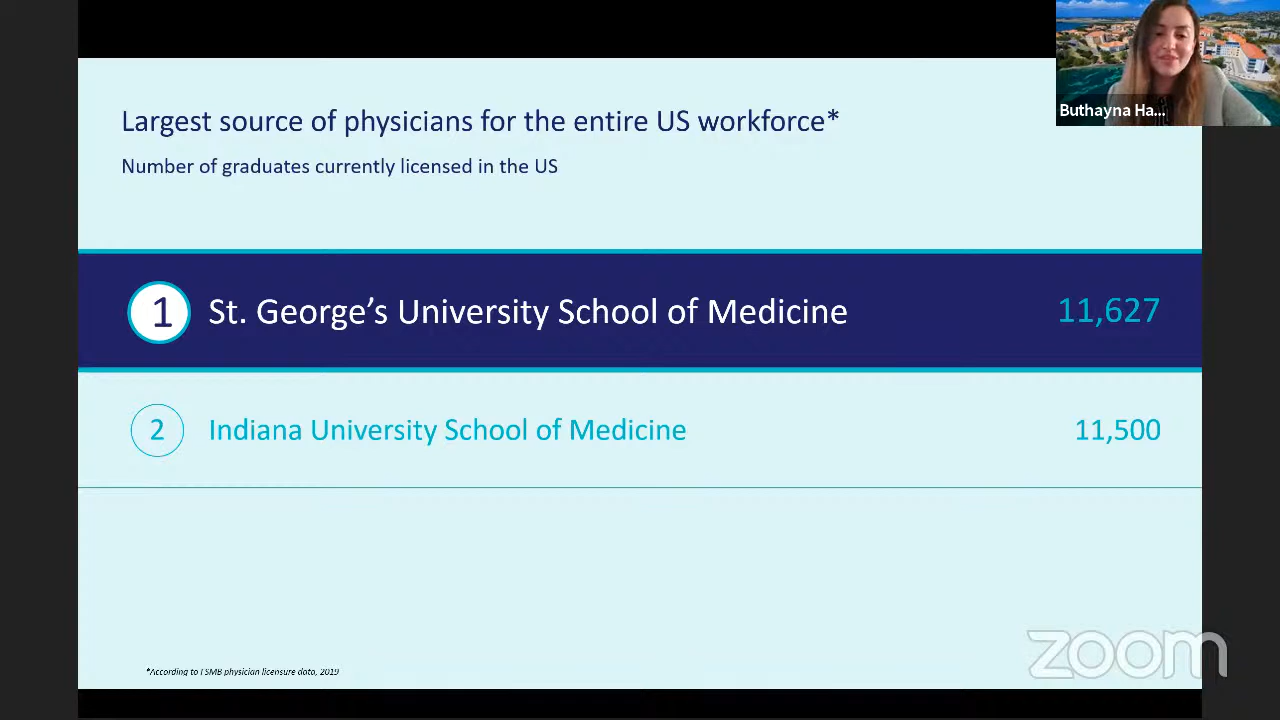 Largest source of physicians for the entire US workforce*
Buthayna Ha...
Number of graduates currently licensed in the US
1 St. George’s University School of Medicine 11,627
2 Indiana University School of Medicine 11,500
*According to FSMB physician licensure data, 2019
zoom